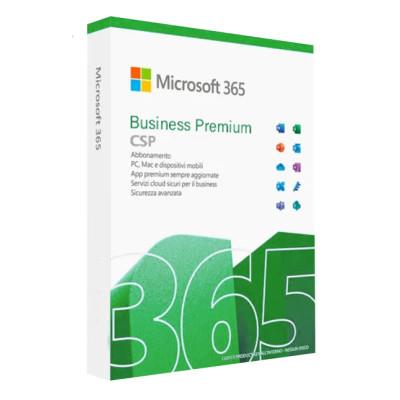 Microsoft 365
Microsoft 365
Business Premium
CSP
Abbonamento:
PC, Mac e dispositivi mobili
App premium sempre aggiornate
Servizi cloud sicuri per il business
Sicurezza avanzata
365